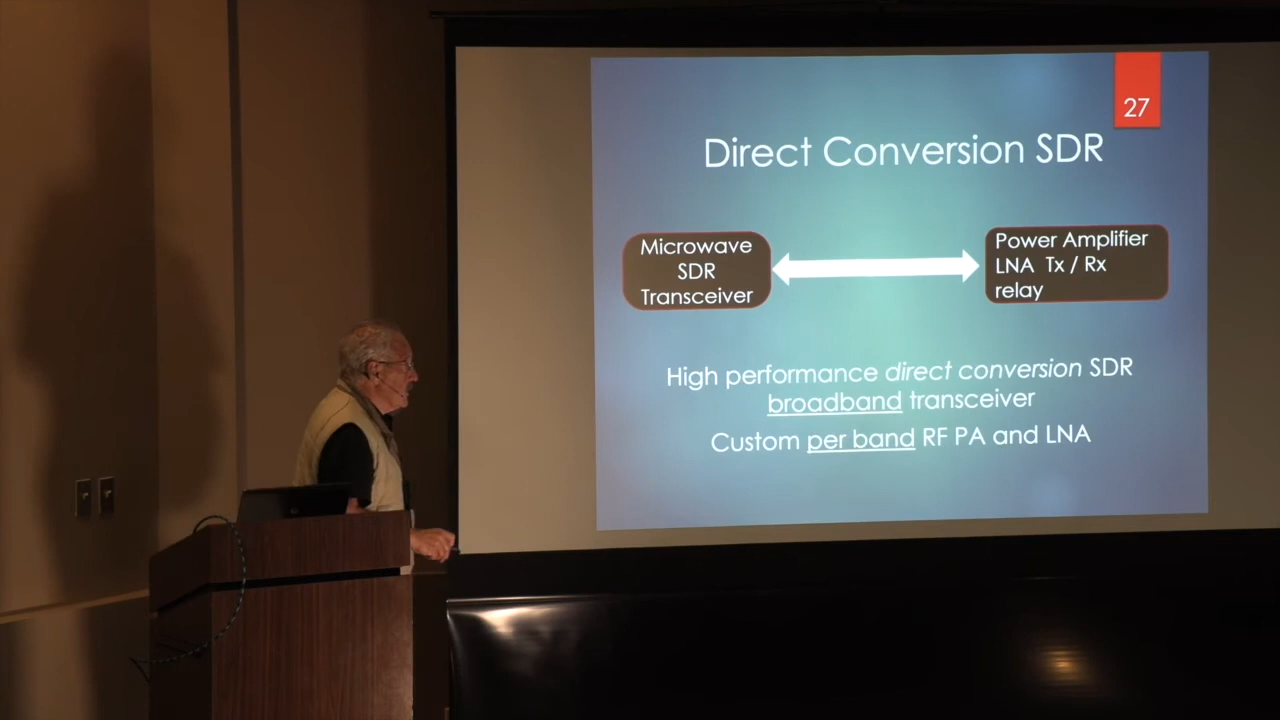 27
Direct Conversion SDR
Microwave
SDR
Transceiver
Power Amplifier
LNA Tx / Rx
relay
High performance direct conversion SDR
broadband transceiver
Custom per band RF PA and LNA